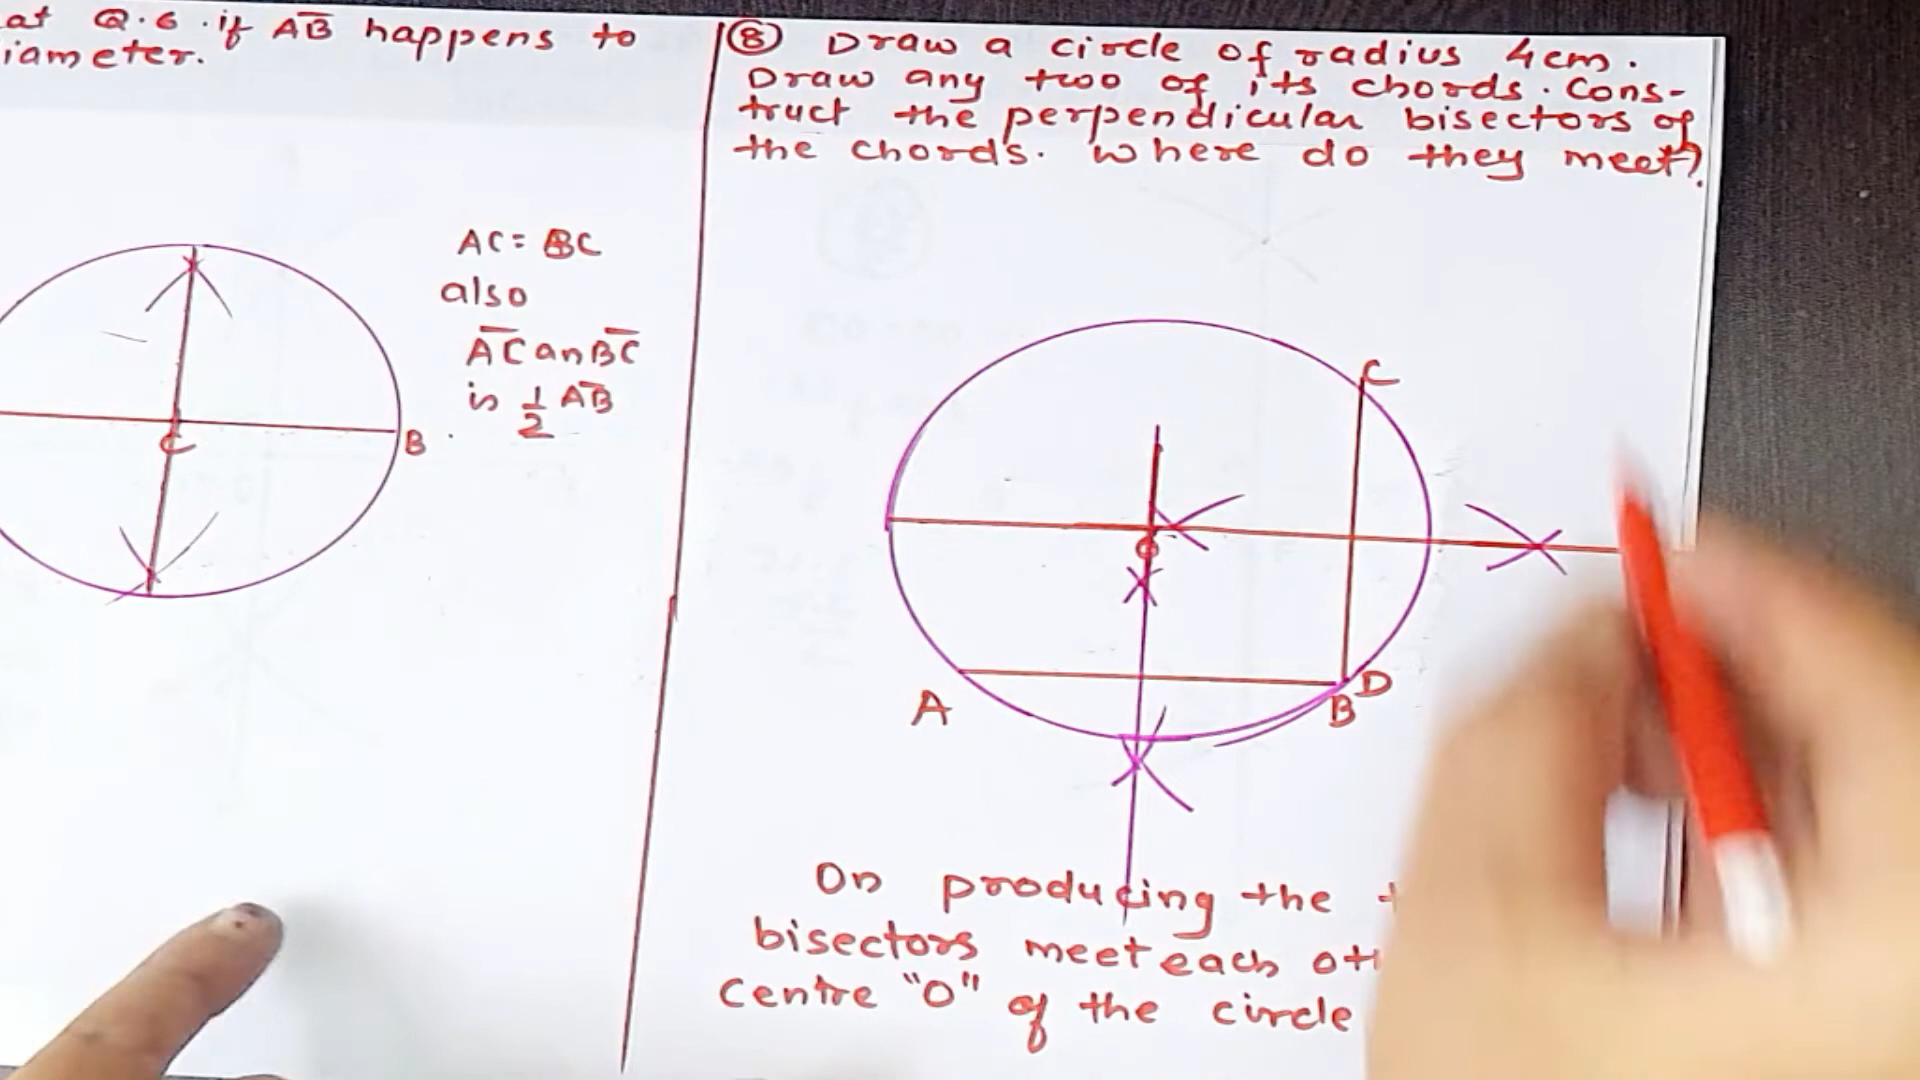 at Q.6. if AB happens to
iameter.
AC = BC
also
AC an BC
is 1/2 AB
C
B
⑧ Draw a circle of radius 4cm.
Draw any two of its chords. Cons-
truct the perpendicular bisectors of
the chords. Where do they meet?
C
O
A
D
B
On producing the
bisectors meet each
centre "O" of the circle